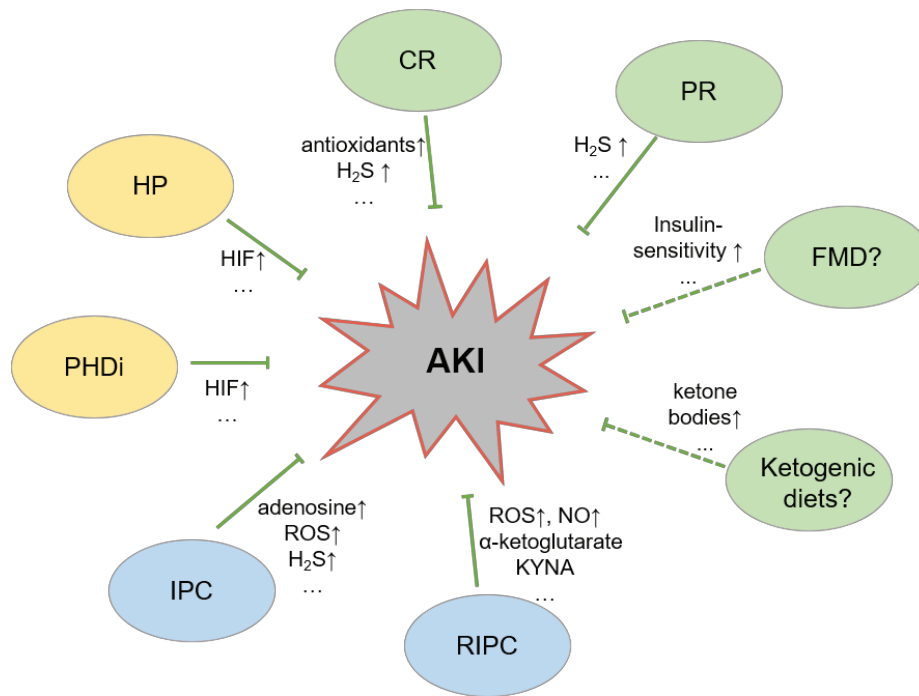 CR
antioxidants↑
H₂S ↑
…
PR
H₂S ↑
...
HP
HIF↑
…
Insulin-
sensitivity ↑
...
FMD?
AKI
PHDi
HIF↑
…
ketone
bodies↑
...
Ketogenic
diets?
adenosine↑
ROS↑
H₂S↑
…
IPC
ROS↑, NO↑
α-ketoglutarate
KYNA
…
RIPC